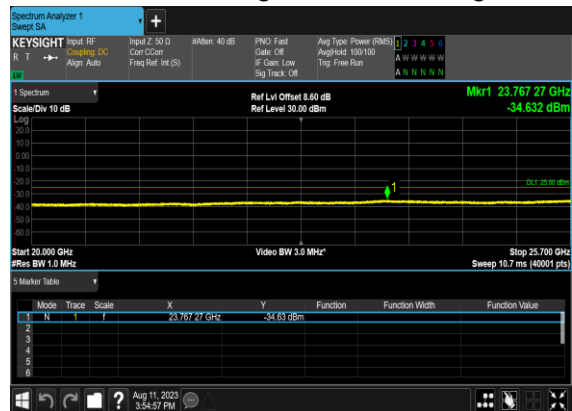 Spectrum Analyzer 1
Swept SA
+
KEYSIGHT
R T
LXI
Input: RF
Coupling: DC
Align: Auto
Input Z: 50 Ω
Corr CCorr
Freq Ref: Int (S)
#Atten: 40 dB
PNO: Fast
Gate: Off
IF Gain: Low
Sig Track: Off
Avg Type: Power (RMS)
Avg|Hold: 100/100
Trig: Free Run
1 2 3 4 5 6
A W W W W W
A N N N N N
1 Spectrum
Scale/Div 10 dB
Ref Lvl Offset 8.60 dB
Ref Level 30.00 dBm
Mkr1 23.767 27 GHz
-34.632 dBm
Log
20.0
10.0
0.00
-10.0
-20.0
DL1 -25.00 dBm
1
-30.0
-40.0
-50.0
-60.0
Start 20.000 GHz
#Res BW 1.0 MHz
Video BW 3.0 MHz*
Stop 25.700 GHz
Sweep 10.7 ms (40001 pts)
5 Marker Table
Mode Trace Scale X Y Function Function Width Function Value
1 N 1 f 23.767 27 GHz -34.63 dBm
2
3
4
5
6
?
Aug 11, 2023
3:54:57 PM